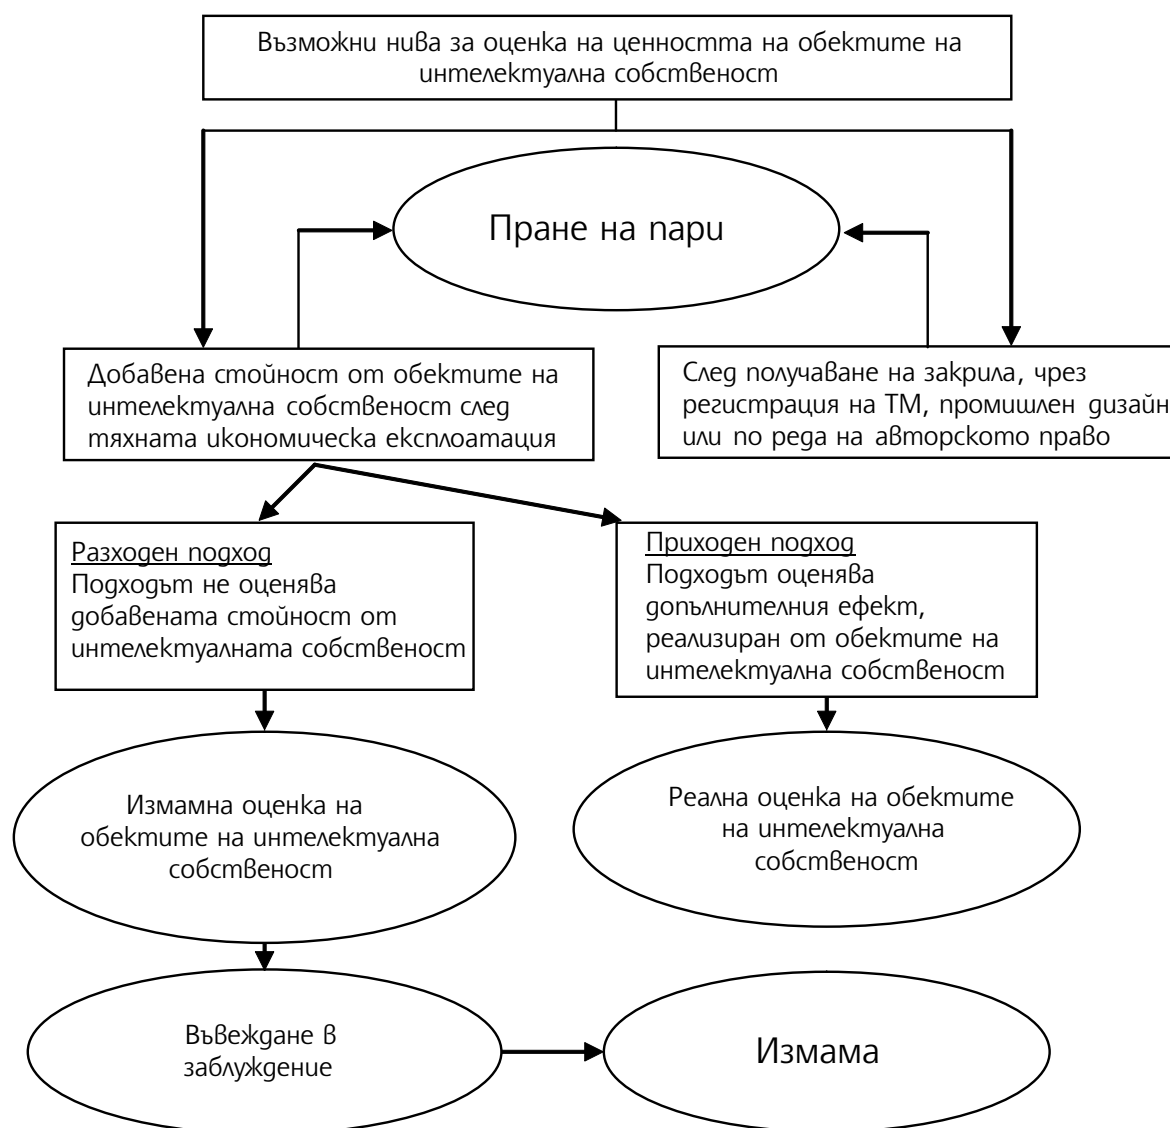 Възможни нива за оценка на ценността на обектите на
интелектуална собственост
Пране на пари
Добавена стойност от обектите на
интелектуална собственост след
тяхната икономическа експлоатация
След получаване на закрила, чрез
регистрация на ТМ, промишлен дизайн
или по реда на авторското право
Разходен подход
Подходът не оценява
добавената стойност от
интелектуалната собственост
Приходен подход
Подходът оценява
допълнителния ефект,
реализиран от обектите на
интелектуална собственост
Измамна оценка на
обектите на интелектуална
собственост
Реална оценка на обектите
на интелектуална
собственост
Въвеждане в
заблуждение
Измама